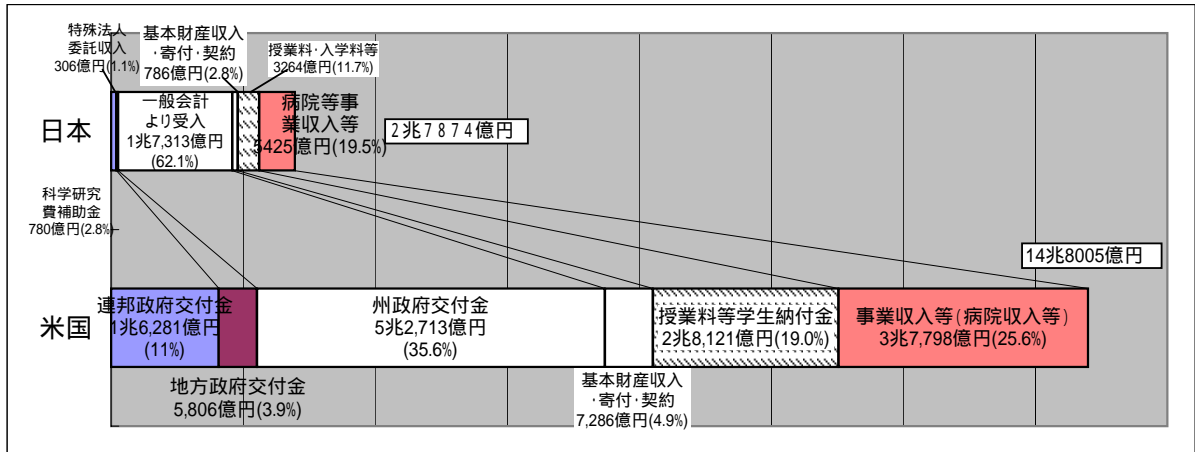 特殊法人
委託収入
306億円(1.1%)
基本財産収入
・寄付・契約
786億円(2.8%)
授業料・入学料等
3264億円(11.7%)
日本
一般会計
より受入
1兆7,313億円
(62.1%)
病院等事
業収入等
5425億円(19.5%)
2兆7874億円
科学研究
費補助金
780億円(2.8%)
14兆8005億円
米国
連邦政府交付金
1兆6,281億円
(11%)
州政府交付金
5兆2,713億円
(35.6%)
授業料等学生納付金
2兆8,121億円(19.0%)
事業収入等(病院収入等)
3兆7,798億円(25.6%)
地方政府交付金
5,806億円(3.9%)
基本財産収入
・寄付・契約
7,286億円(4.9%)